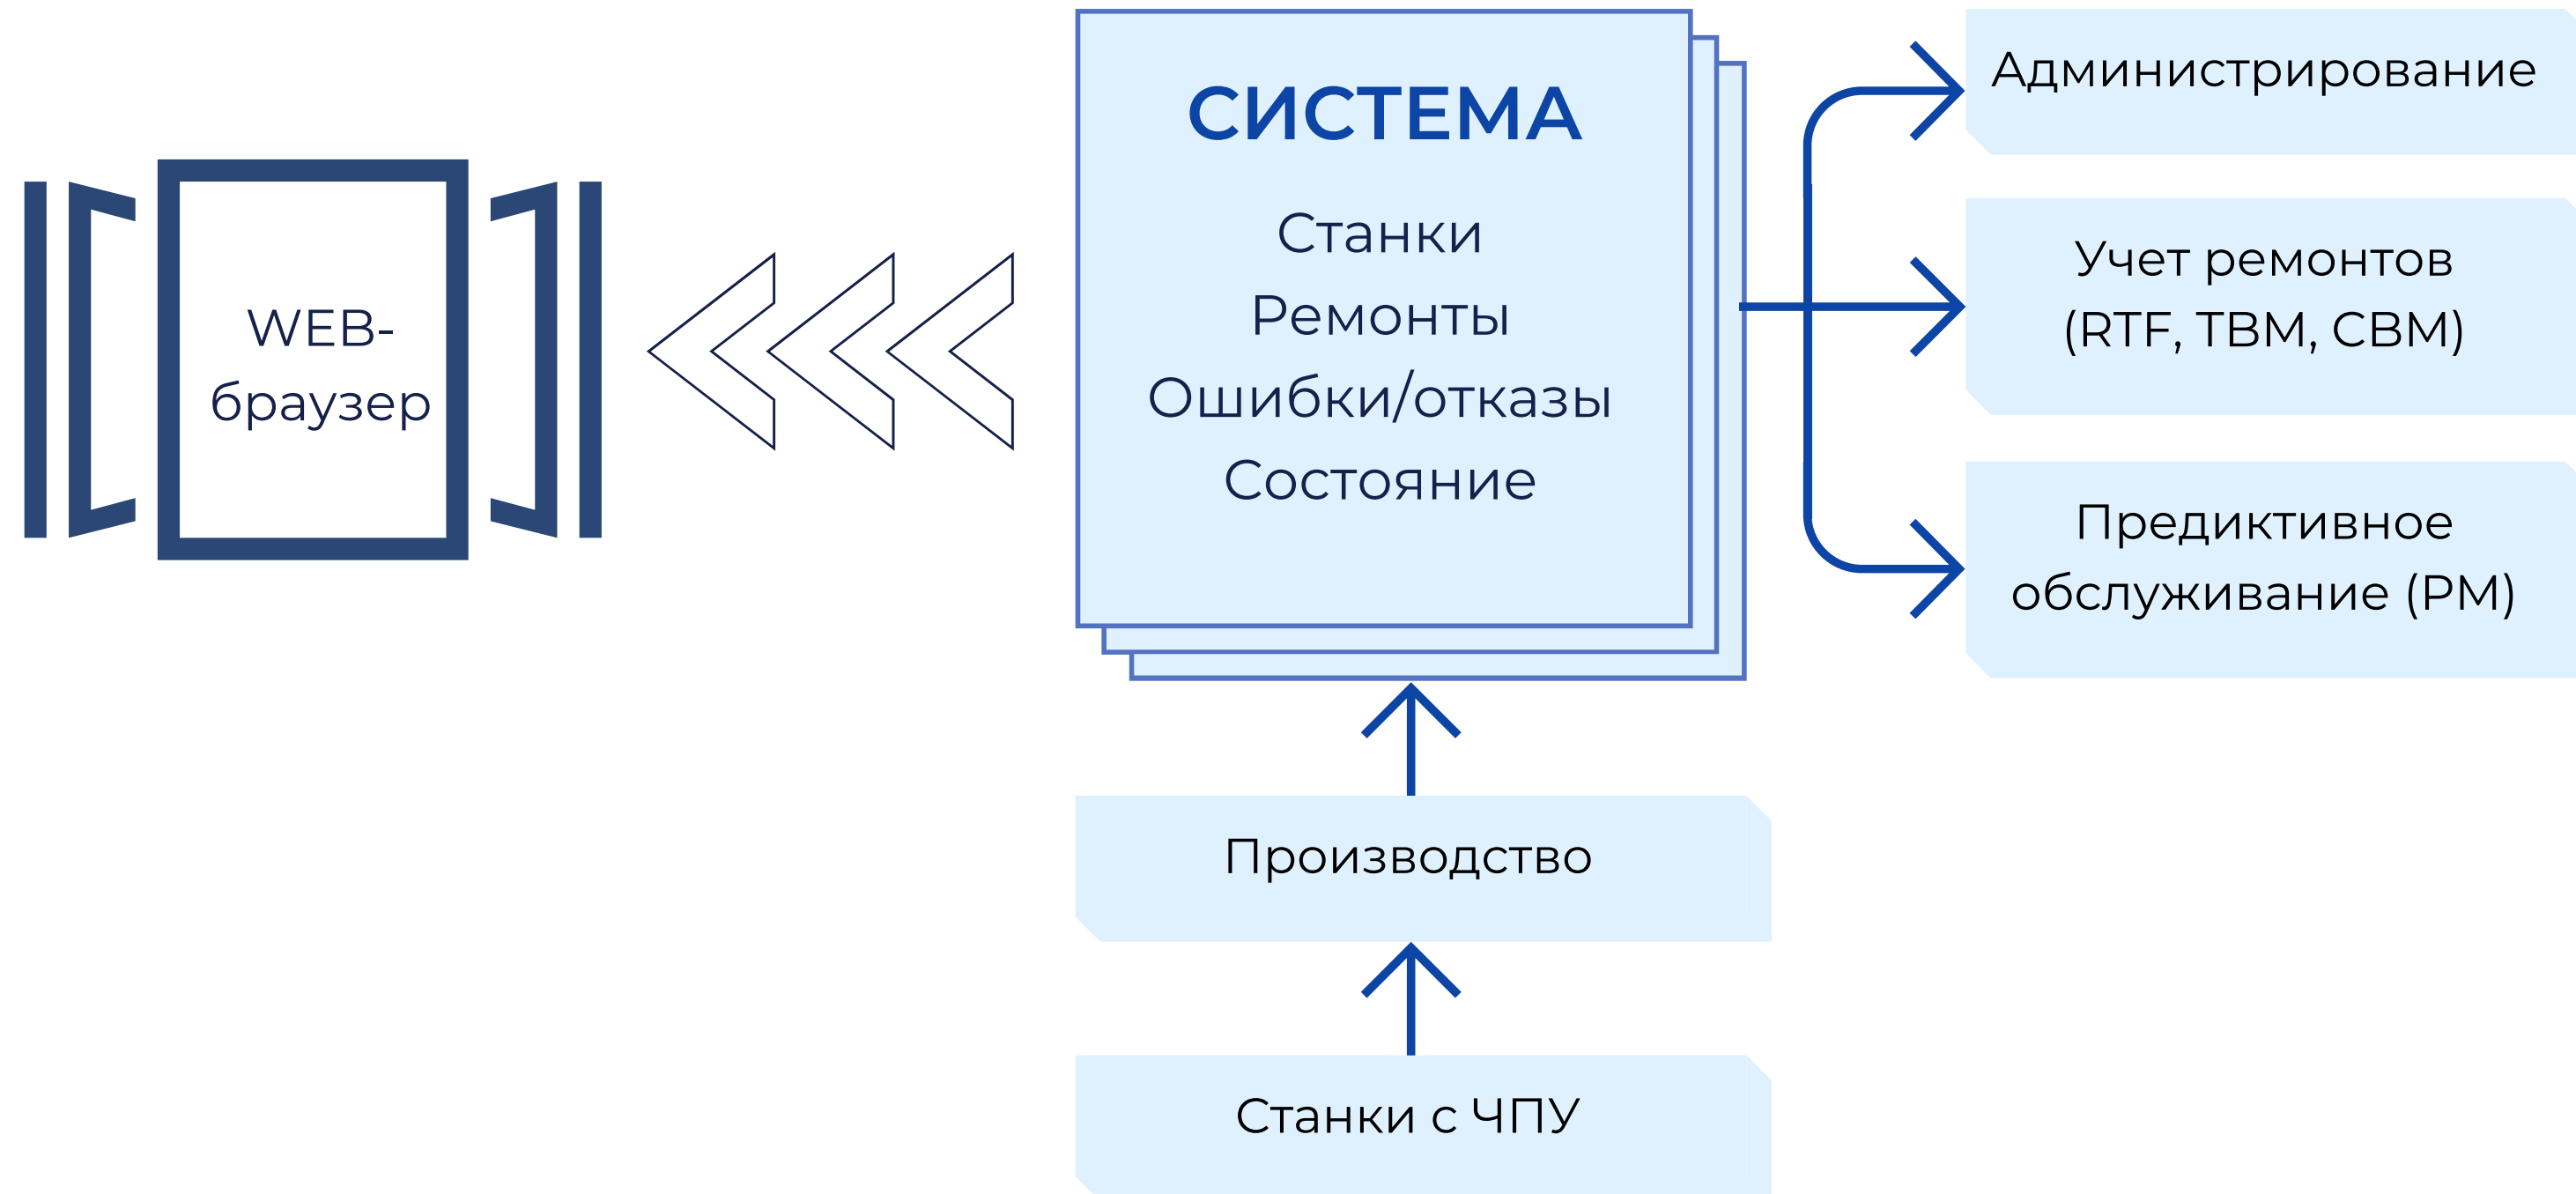 WEB-
браузер
СИСТЕМА
Станки
Ремонты
Ошибки/отказы
Состояние
Администрирование
Учет ремонтов
(RTF, TBM, CBM)
Предиктивное
обслуживание (PM)
Производство
Станки с ЧПУ